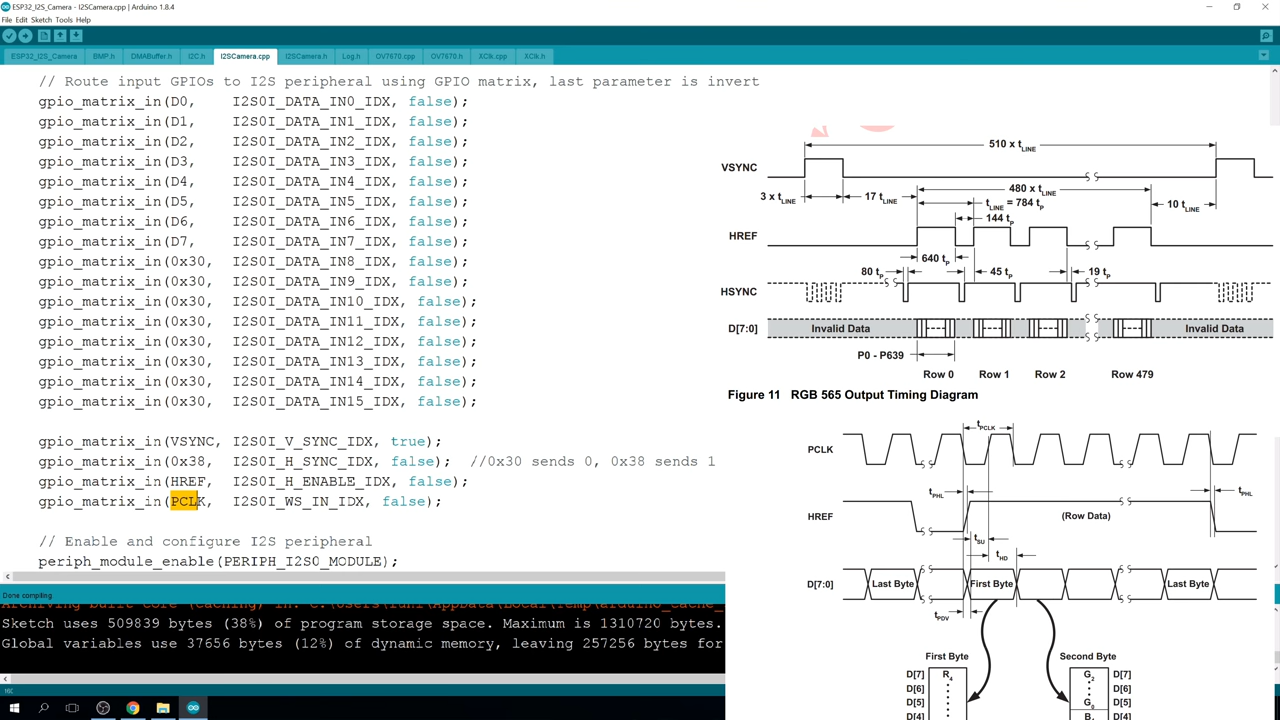 ESP32_I2S_Camera - I2SCamera.cpp | Arduino 1.8.4
File Edit Sketch Tools Help
ESP32_I2S_Camera BMP.h DMABuffer.h I2C.h I2SCamera.cpp I2SCamera.h Log.h OV7670.cpp OV7670.h XClk.cpp XClk.h
// Route input GPIOs to I2S peripheral using GPIO matrix, last parameter is invert
gpio_matrix_in(D0, I2S0I_DATA_IN0_IDX, false);
gpio_matrix_in(D1, I2S0I_DATA_IN1_IDX, false);
gpio_matrix_in(D2, I2S0I_DATA_IN2_IDX, false);
gpio_matrix_in(D3, I2S0I_DATA_IN3_IDX, false);
gpio_matrix_in(D4, I2S0I_DATA_IN4_IDX, false);
gpio_matrix_in(D5, I2S0I_DATA_IN5_IDX, false);
gpio_matrix_in(D6, I2S0I_DATA_IN6_IDX, false);
gpio_matrix_in(D7, I2S0I_DATA_IN7_IDX, false);
gpio_matrix_in(0x30, I2S0I_DATA_IN8_IDX, false);
gpio_matrix_in(0x30, I2S0I_DATA_IN9_IDX, false);
gpio_matrix_in(0x30, I2S0I_DATA_IN10_IDX, false);
gpio_matrix_in(0x30, I2S0I_DATA_IN11_IDX, false);
gpio_matrix_in(0x30, I2S0I_DATA_IN12_IDX, false);
gpio_matrix_in(0x30, I2S0I_DATA_IN13_IDX, false);
gpio_matrix_in(0x30, I2S0I_DATA_IN14_IDX, false);
gpio_matrix_in(0x30, I2S0I_DATA_IN15_IDX, false);
gpio_matrix_in(VSYNC, I2S0I_V_SYNC_IDX, true);
gpio_matrix_in(0x38, I2S0I_H_SYNC_IDX, false); //0x30 sends 0, 0x38 sends 1
gpio_matrix_in(HREF, I2S0I_H_ENABLE_IDX, false);
gpio_matrix_in(PCLK, I2S0I_WS_IN_IDX, false);
// Enable and configure I2S peripheral
periph_module_enable(PERIPH_I2S0_MODULE);
Done compiling
Sketch uses 509839 bytes (38%) of program storage space. Maximum is 1310720 bytes.
Global variables use 37656 bytes (12%) of dynamic memory, leaving 257256 bytes for
510 x tLINE
VSYNC
480 x tLINE
3 x tLINE
17 tLINE
tLINE = 784 tP
10 tLINE
144 tP
HREF
640 tP
80 tP
45 tP
19 tP
HSYNC
D[7:0]
Invalid Data
Invalid Data
P0 - P639
Row 0
Row 1
Row 2
Row 479
Figure 11 RGB 565 Output Timing Diagram
tPCLK
PCLK
tPHL
tPHL
HREF
(Row Data)
tSU
tHD
D[7:0]
Last Byte
First Byte
Last Byte
tPDV
First Byte
Second Byte
D[7] R4
G2 D[7]
D[6]
D[6]
D[5]
G0 D[5]
D[4]
D[4]